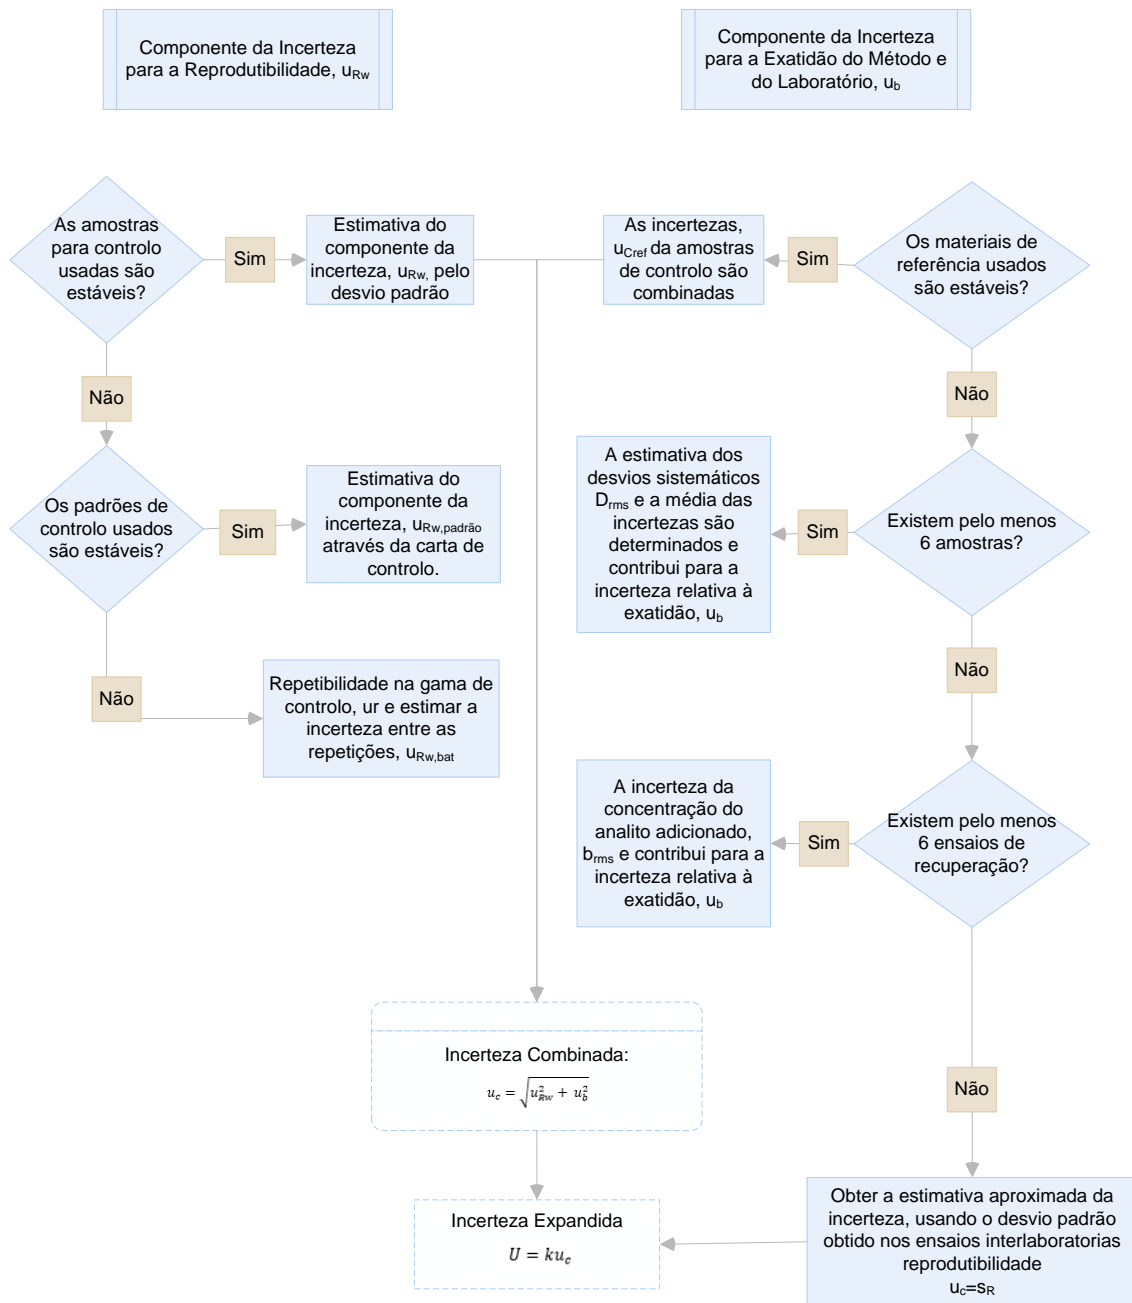 Componente da Incerteza
para a Reprodutibilidade, uRw
Componente da Incerteza
para a Exatidão do Método e
do Laboratório, ub
As amostras
para controlo
usadas são
estáveis?
Sim
Estimativa do
componente da
incerteza, uRw, pelo
desvio padrão
As incertezas,
uCref da amostras
de controlo são
combinadas
Sim
Os materiais de
referência usados
são estáveis?
Não
Não
Os padrões de
controlo usados
são estáveis?
Sim
Estimativa do
componente da
incerteza, uRw,padrão
através da carta de
controlo.
A estimativa dos
desvios sistemáticos
Drms e a média das
incertezas são
determinados e
contribui para a
incerteza relativa à
exatidão, ub
Sim
Existem pelo menos
6 amostras?
Não
Repetibilidade na gama de
controlo, ur e estimar a
incerteza entre as
repetições, uRw,bat
Não
A incerteza da
concentração do
analito adicionado,
brms e contribui para a
incerteza relativa à
exatidão, ub
Sim
Existem pelo menos
6 ensaios de
recuperação?
Não
Incerteza Combinada:
u_c = √(u_Rw^2 + u_b^2)
Incerteza Expandida
U = ku_c
Obter a estimativa aproximada da
incerteza, usando o desvio padrão
obtido nos ensaios interlaboratorias
reprodutibilidade
uc=sR